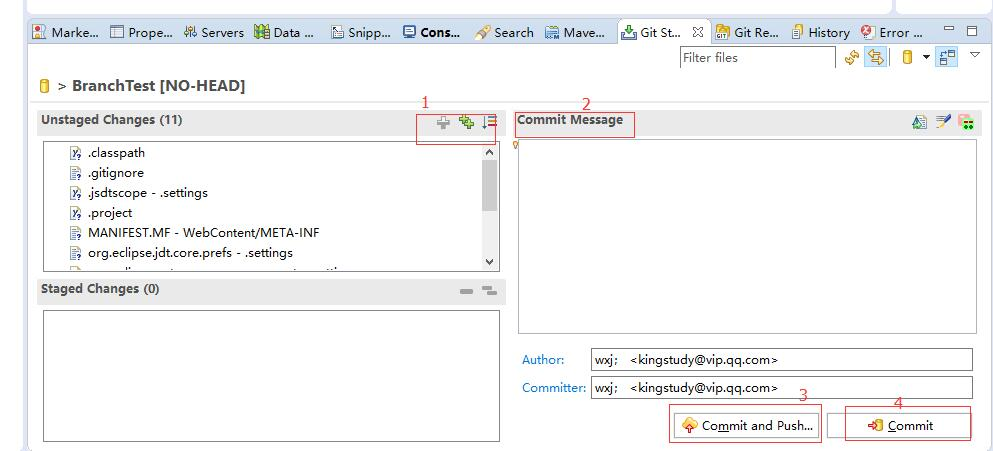 Marke... Prope... Servers Data ... Snipp... Cons... Search Mave... Git St... Git Re... History Error ...
Filter files
> BranchTest [NO-HEAD]
1
2
Unstaged Changes (11)
Commit Message
.classpath
.gitignore
.jsdtscope - .settings
.project
MANIFEST.MF - WebContent/META-INF
org.eclipse.jdt.core.prefs - .settings
Staged Changes (0)
Author: wxj; <kingstudy@vip.qq.com>
Committer: wxj; <kingstudy@vip.qq.com>
3
4
Commit and Push...
Commit